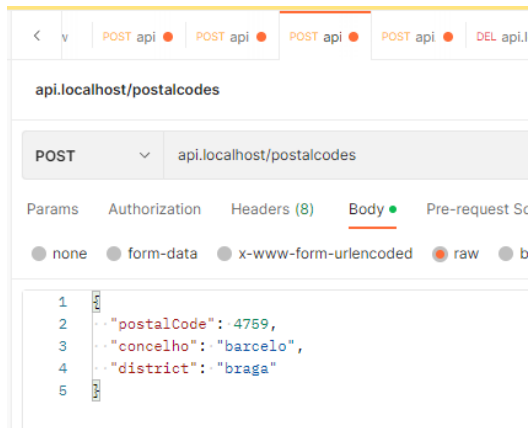 v POST api POST api POST api POST api DEL api.l
api.localhost/postalcodes
POST api.localhost/postalcodes
Params Authorization Headers (8) Body Pre-request Sc
none form-data x-www-form-urlencoded raw b
1 {
2 "postalCode": 4759,
3 "concelho": "barcelo",
4 "district": "braga"
5 }